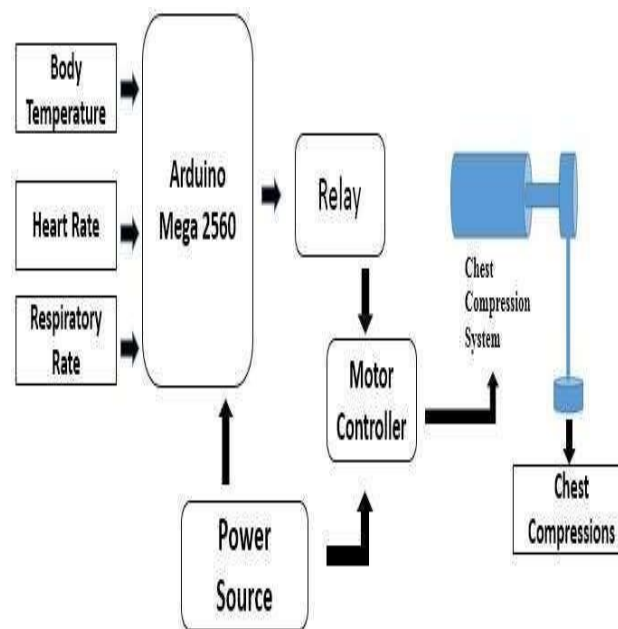 Body
Temperature
Heart Rate
Respiratory
Rate
Arduino
Mega 2560
Relay
Motor
Controller
Power
Source
Chest
Compression
System
Chest
Compressions